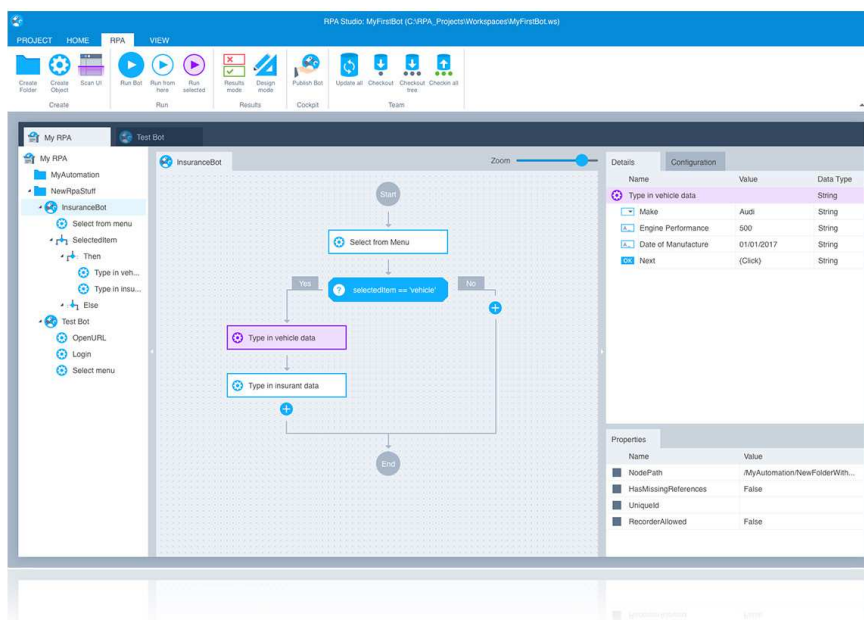 RPA Studio: MyFirstBot (C:\RPA_Projects\Workspaces\MyFirstBot.ws)
PROJECT HOME RPA VIEW
Create Folder
Create Object
Scan UI
Run Bot
Run from here
Run selected
Results mode
Design mode
Publish Bot
Update all
Checkout
Checkout tree
Checkin all
Create
Run
Results
Cockpit
Team
My RPA
Test Bot
My RPA
MyAutomation
NewRpaStuff
InsuranceBot
Select from menu
SelectedItem
Then
Type in veh...
Type in insu...
Else
Test Bot
OpenURL
Login
Select menu
InsuranceBot
Zoom
Start
Select from Menu
Yes
? selectedItem == 'vehicle'
No
Type in vehicle data
Type in insurant data
End
Details Configuration
Name Value Data Type
Type in vehicle data String
Make Audi String
A... Engine Performance 500 String
A... Date of Manufacture 01/01/2017 String
OK Next (Click) String
Properties
Name Value
NodePath /MyAutomation/NewFolderWith...
HasMissingReferences False
UniqueId
RecorderAllowed False